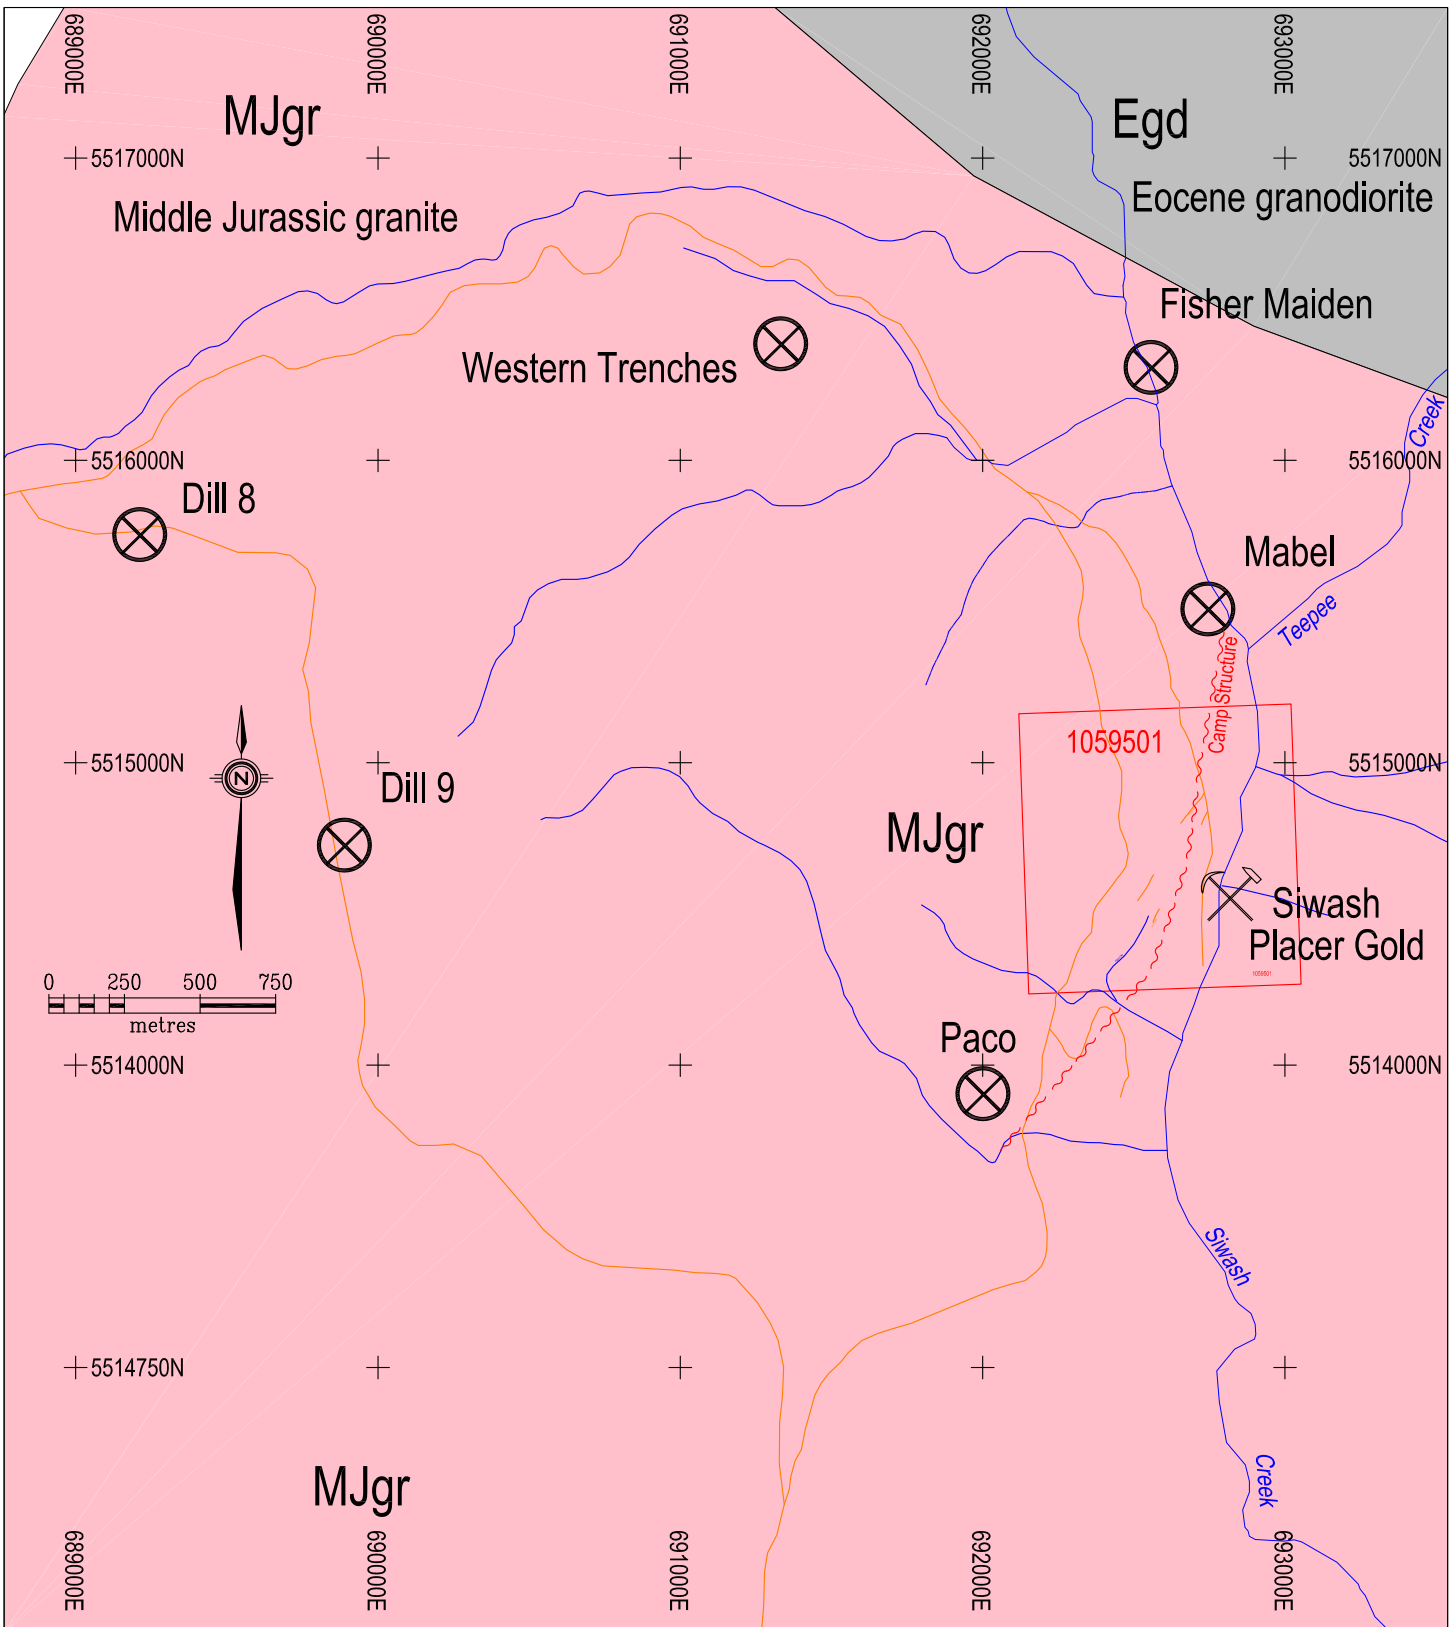 689000E
690000E
691000E
692000E
693000E
MJgr
Egd
5517000N
5517000N
Middle Jurassic granite
Eocene granodiorite
Fisher Maiden
Western Trenches
Creek
5516000N
5516000N
Dill 8
Mabel
Teepee
Camp Structure
1059501
5515000N
5515000N
N
Dill 9
MJgr
Siwash
Placer Gold
1059501
0 250 500 750
metres
Paco
5514000N
5514000N
Siwash
5514750N
MJgr
Creek
689000E
690000E
691000E
692000E
693000E